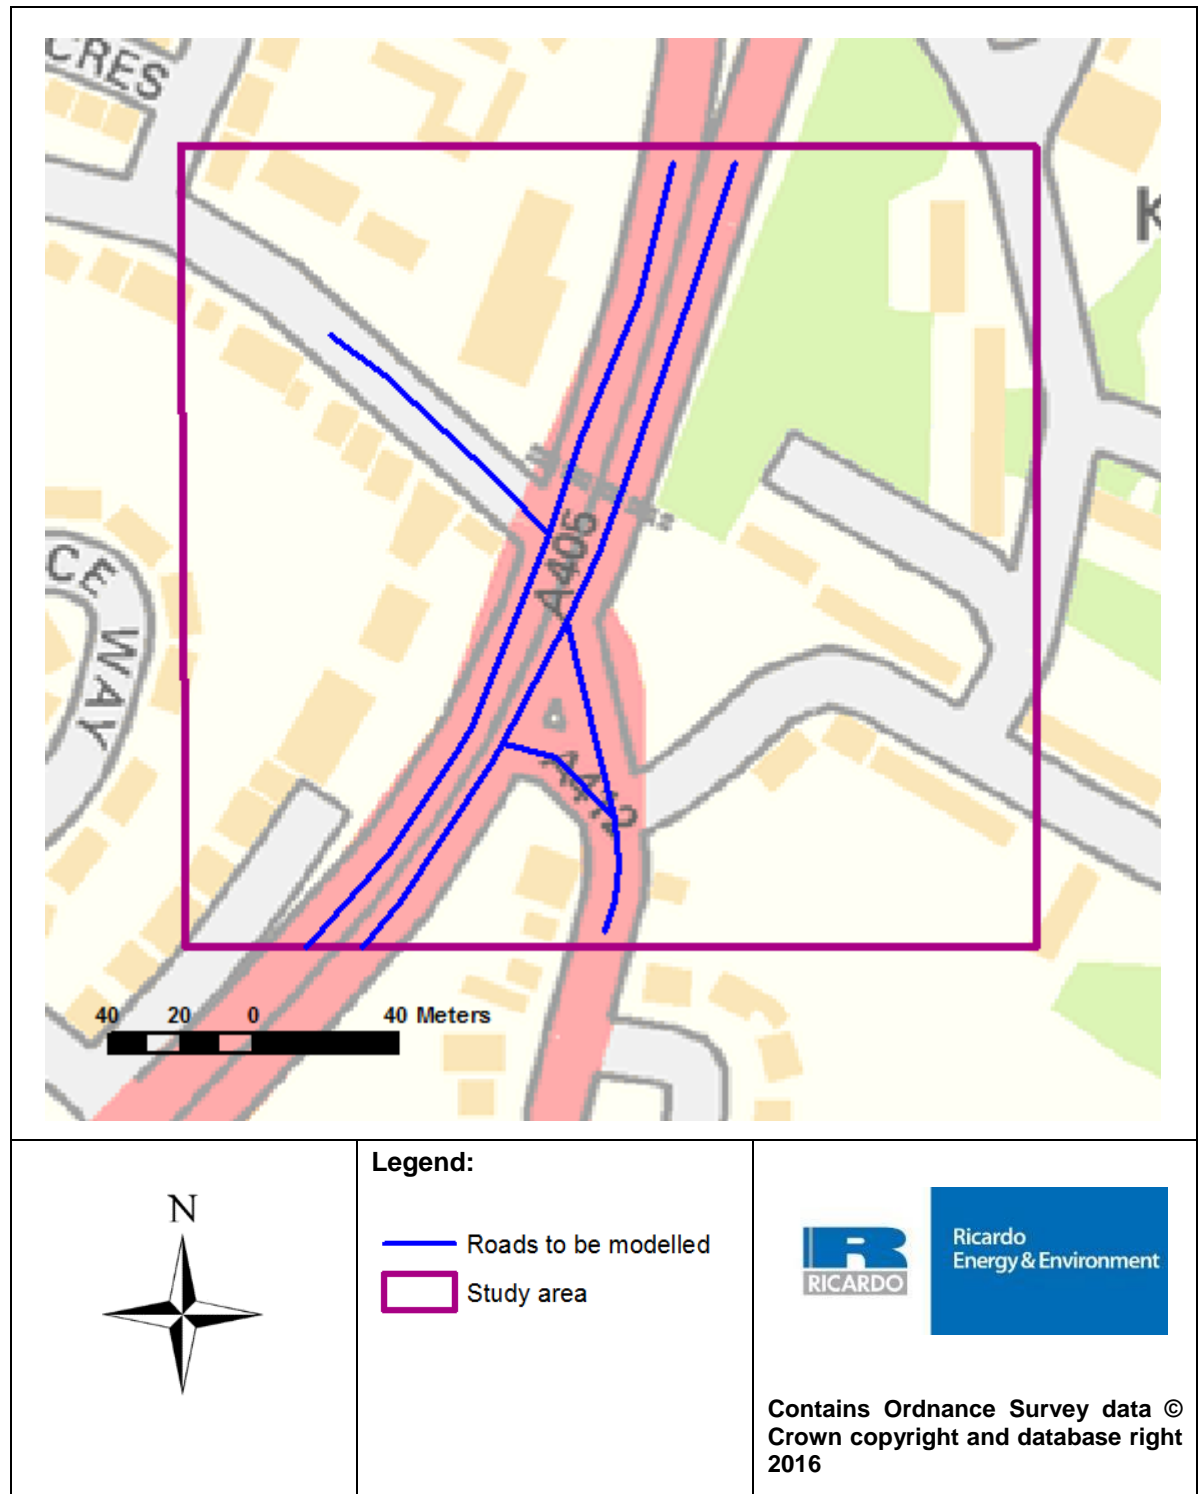 CRES
K
A405
CE
WAY
A412
40 20 0 40 Meters
N
Legend:
Roads to be modelled
Study area
R
RICARDO
Ricardo
Energy & Environment
Contains Ordnance Survey data ©
Crown copyright and database right
2016